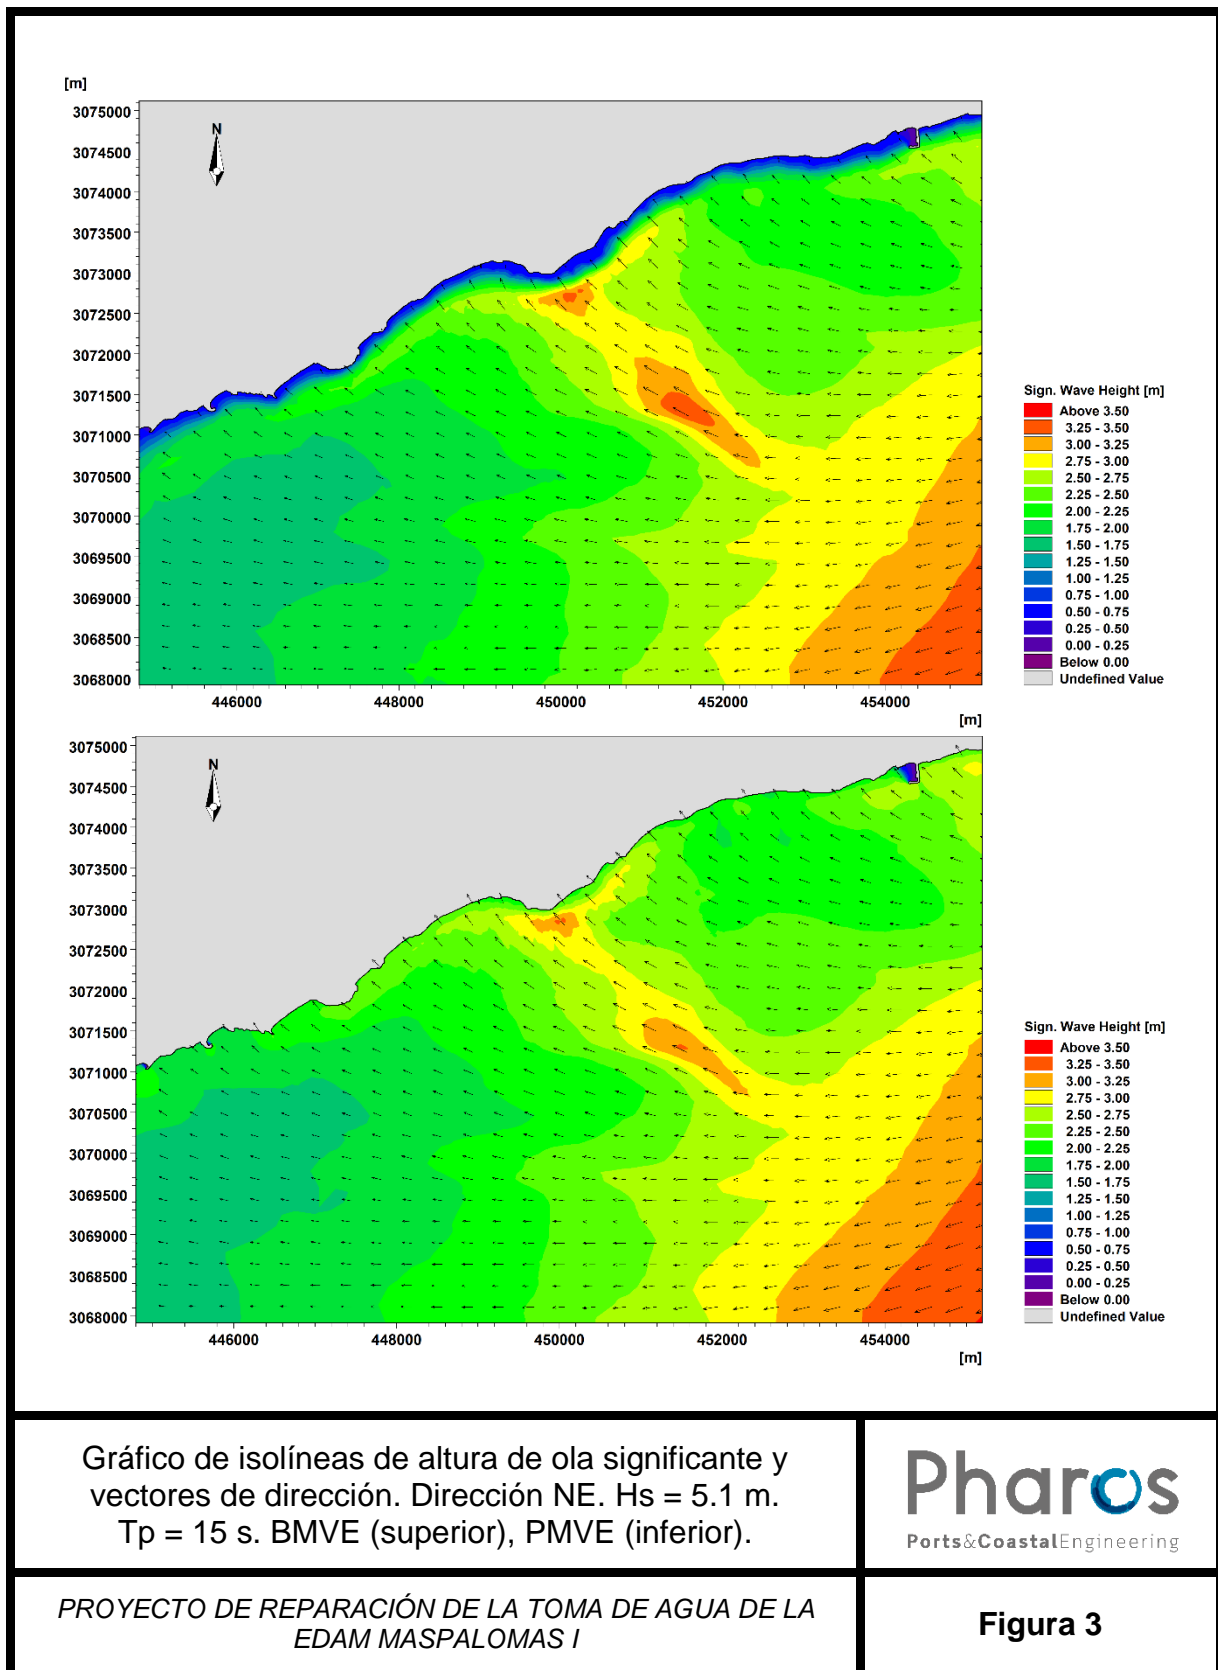 [m]
3075000
3074500
3074000
3073500
3073000
3072500
3072000
3071500
3071000
3070500
3070000
3069500
3069000
3068500
3068000
N
446000
448000
450000
452000
454000
[m]
Sign. Wave Height [m]
Above 3.50
3.25 - 3.50
3.00 - 3.25
2.75 - 3.00
2.50 - 2.75
2.25 - 2.50
2.00 - 2.25
1.75 - 2.00
1.50 - 1.75
1.25 - 1.50
1.00 - 1.25
0.75 - 1.00
0.50 - 0.75
0.25 - 0.50
0.00 - 0.25
Below 0.00
Undefined Value
3075000
3074500
3074000
3073500
3073000
3072500
3072000
3071500
3071000
3070500
3070000
3069500
3069000
3068500
3068000
N
446000
448000
450000
452000
454000
[m]
Sign. Wave Height [m]
Above 3.50
3.25 - 3.50
3.00 - 3.25
2.75 - 3.00
2.50 - 2.75
2.25 - 2.50
2.00 - 2.25
1.75 - 2.00
1.50 - 1.75
1.25 - 1.50
1.00 - 1.25
0.75 - 1.00
0.50 - 0.75
0.25 - 0.50
0.00 - 0.25
Below 0.00
Undefined Value
Gráfico de isolíneas de altura de ola significante y
vectores de dirección. Dirección NE. Hs = 5.1 m.
Tp = 15 s. BMVE (superior), PMVE (inferior).
Pharos
Ports&CoastalEngineering
PROYECTO DE REPARACIÓN DE LA TOMA DE AGUA DE LA
EDAM MASPALOMAS I
Figura 3